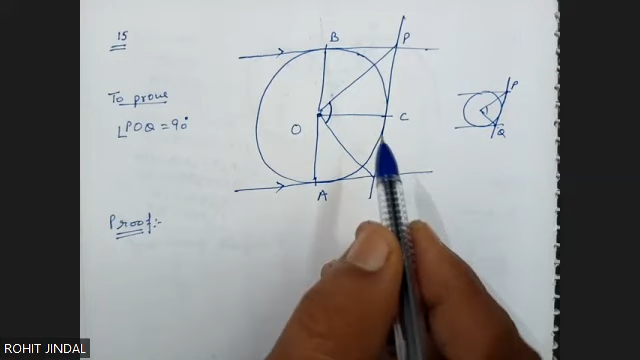 15
B
P
To prove
∟POQ = 90°
O
C
P
Q
A
Proof:-
ROHIT JINDAL